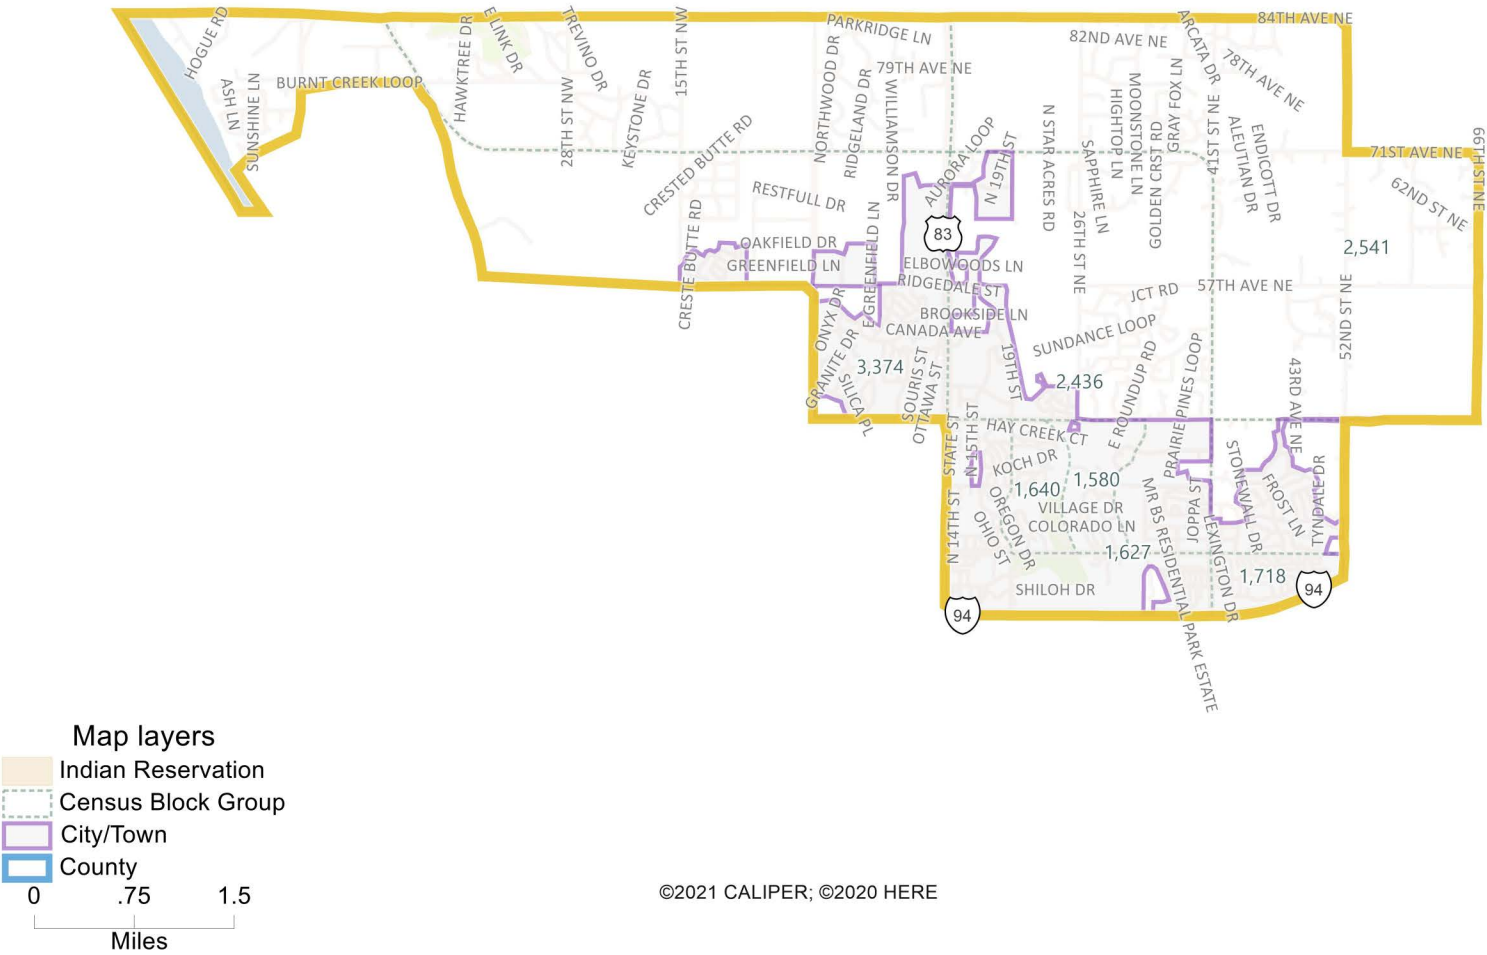 84TH AVE NE
PARKRIDGE LN
82ND AVE NE
79TH AVE NE
78TH AVE NE
HOGUE RD
ASH LN
SUNSHINE LN
BURNT CREEK LOOP
HAWKTREE DR
E LINK DR
TREVINO DR
28TH ST NW
KEYSTONE DR
15TH ST NW
CRESTED BUTTE RD
NORTHWOOD DR
RIDGELAND DR
WILLIAMSON DR
AURORA LOOP
N 19TH ST
N STAR ACRES RD
SAPPHIRE LN
26TH ST NE
HIGHTOP LN
MOONSTONE LN
GOLDEN CRST RD
GRAY FOX LN
ARCATA DR
41ST ST NE
ALEUTIAN DR
ENDICOTT DR
71ST AVE NE
66TH ST NE
62ND ST NE
2,541
RESTFULL DR
OAKFIELD DR
GREENFIELD LN
CRESTE BUTTE RD
E GREENFIELD LN
83
ELBOWOODS LN
RIDGEDALE ST
BROOKSIDE LN
CANADA AVE
JCT RD
57TH AVE NE
SUNDANCE LOOP
52ND ST NE
ONYX DR
GRANITE DR
SILICA PL
3,374
SOURIS ST
OTTAWA ST
19TH ST
2,436
E ROUNDUP RD
PRAIRIE PINES LOOP
43RD AVE NE
STATE ST
N 15TH ST
HAY CREEK CT
KOCH DR
1,640
1,580
VILLAGE DR
COLORADO LN
N 14TH ST
OHIO ST
OREGON DR
1,627
MR BS RESIDENTIAL PARK ESTATE
JOPPA ST
LEXINGTON DR
STONEWALL DR
FROST LN
TYNDALE DR
SHILOH DR
1,718
94
94
Map layers
Indian Reservation
Census Block Group
City/Town
County
0 .75 1.5
Miles
©2021 CALIPER; ©2020 HERE